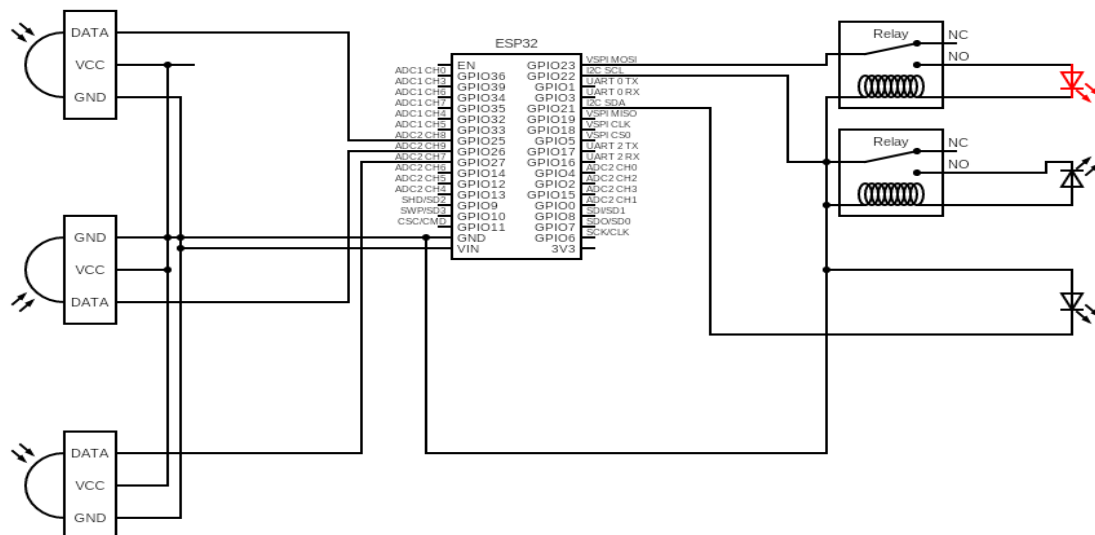 DATA
VCC
GND
GND
VCC
DATA
DATA
VCC
GND
ESP32
EN
ADC1 CH0 GPIO36
ADC1 CH3 GPIO39
ADC1 CH6 GPIO34
ADC1 CH7 GPIO35
ADC1 CH4 GPIO32
ADC1 CH5 GPIO33
ADC2 CH8 GPIO25
ADC2 CH9 GPIO26
ADC2 CH7 GPIO27
ADC2 CH6 GPIO14
ADC2 CH5 GPIO12
ADC2 CH4 GPIO13
SHD/SD2 GPIO9
SWP/SD3 GPIO10
CSC/CMD GPIO11
GND
VIN
GPIO23 VSPI MOSI
GPIO22 I2C SCL
GPIO1 UART 0 TX
GPIO3 UART 0 RX
GPIO21 I2C SDA
GPIO19 VSPI MISO
GPIO18 VSPI CLK
GPIO5 VSPI CS0
GPIO17 UART 2 TX
GPIO16 UART 2 RX
GPIO4 ADC2 CH0
GPIO2 ADC2 CH2
GPIO15 ADC2 CH3
GPIO0 ADC2 CH1
GPIO8 SDI/SD1
GPIO7 SDO/SD0
GPIO6 SCK/CLK
3V3
Relay
NC
NO
Relay
NC
NO